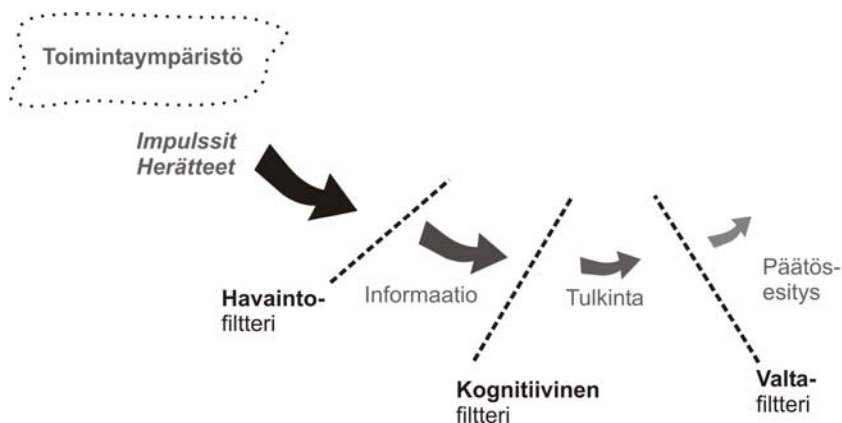 Toimintaympäristö
Impulssit
Herätteet
Havainto-
filtteri
Informaatio
Kognitiivinen
filtteri
Tulkinta
Valta-
filtteri
Päätös-
esitys